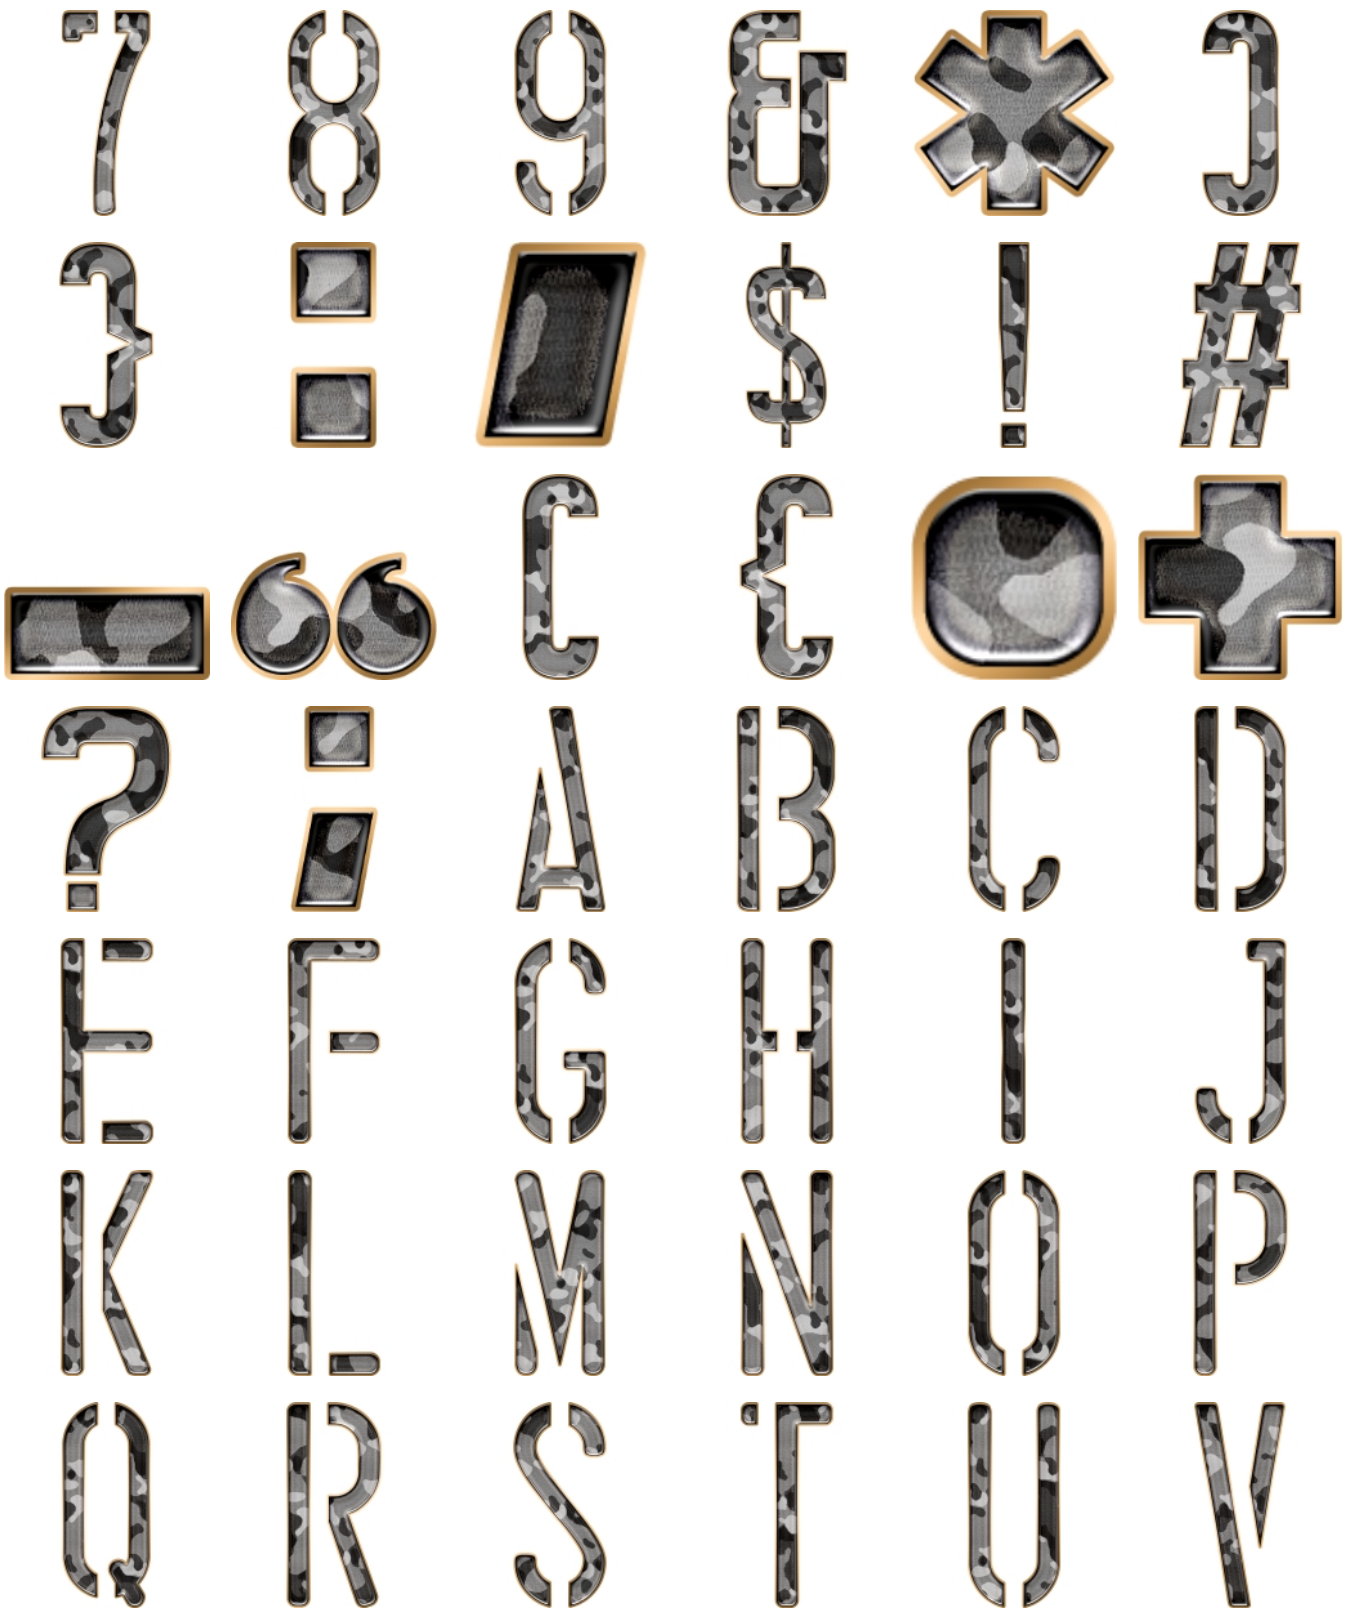 7 8 9 & * )
} : , $ ! #
- “ ( { . +
? ; A B C D
E F G H I J
K L M N O P
Q R S T U V